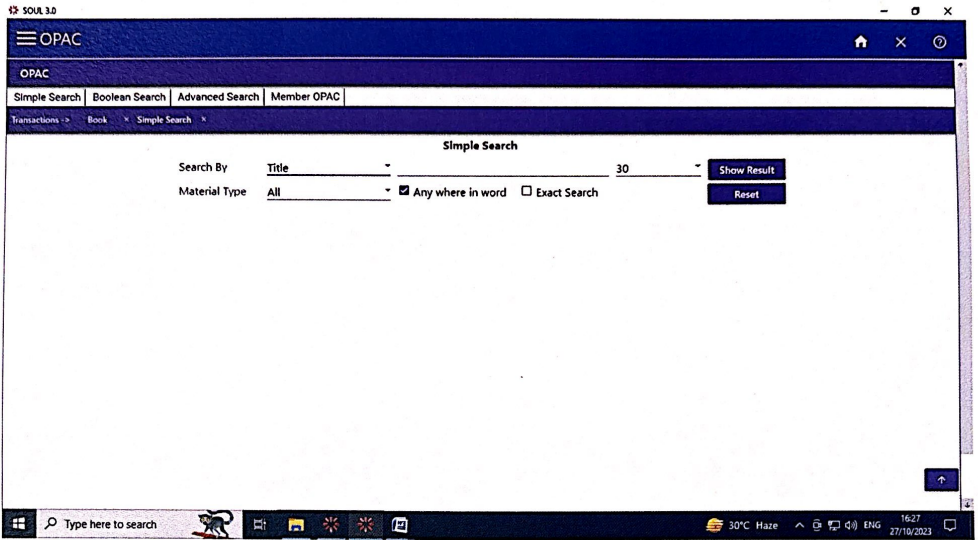 SOUL 3.0
OPAC
OPAC
Simple Search Boolean Search Advanced Search Member OPAC
Transactions -> Book × Simple Search ×
Simple Search
Search By Title 30 Show Result
Material Type All Any where in word Exact Search Reset
Type here to search 30°C Haze ENG 16:27
27/10/2023